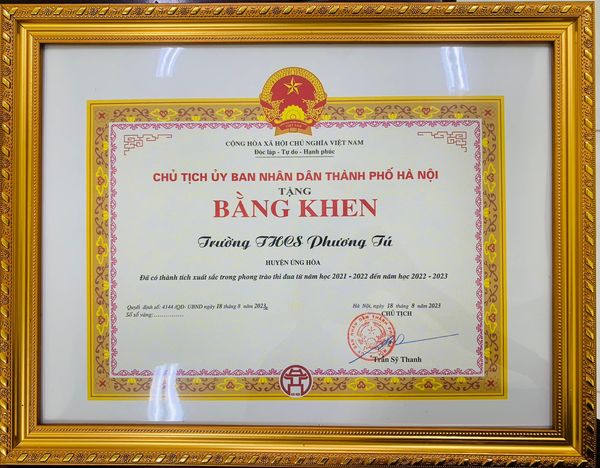 CỘNG HÒA XÃ HỘI CHỦ NGHĨA VIỆT NAM
Độc lập - Tự do - Hạnh phúc
CHỦ TỊCH ỦY BAN NHÂN DÂN THÀNH PHỐ HÀ NỘI
TẶNG
BẰNG KHEN
Trường THCS Phương Tú
HUYỆN ỨNG HÒA
Đã có thành tích xuất sắc trong phong trào thi đua từ năm học 2021 - 2022 đến năm học 2022 - 2023
Quyết định số: 4144 /QĐ- UBND ngày 18 tháng 8 năm 2023
Số sổ vàng:...............
Hà Nội, ngày 18 tháng 8 năm 2023
CHỦ TỊCH
Trần Sỹ Thanh